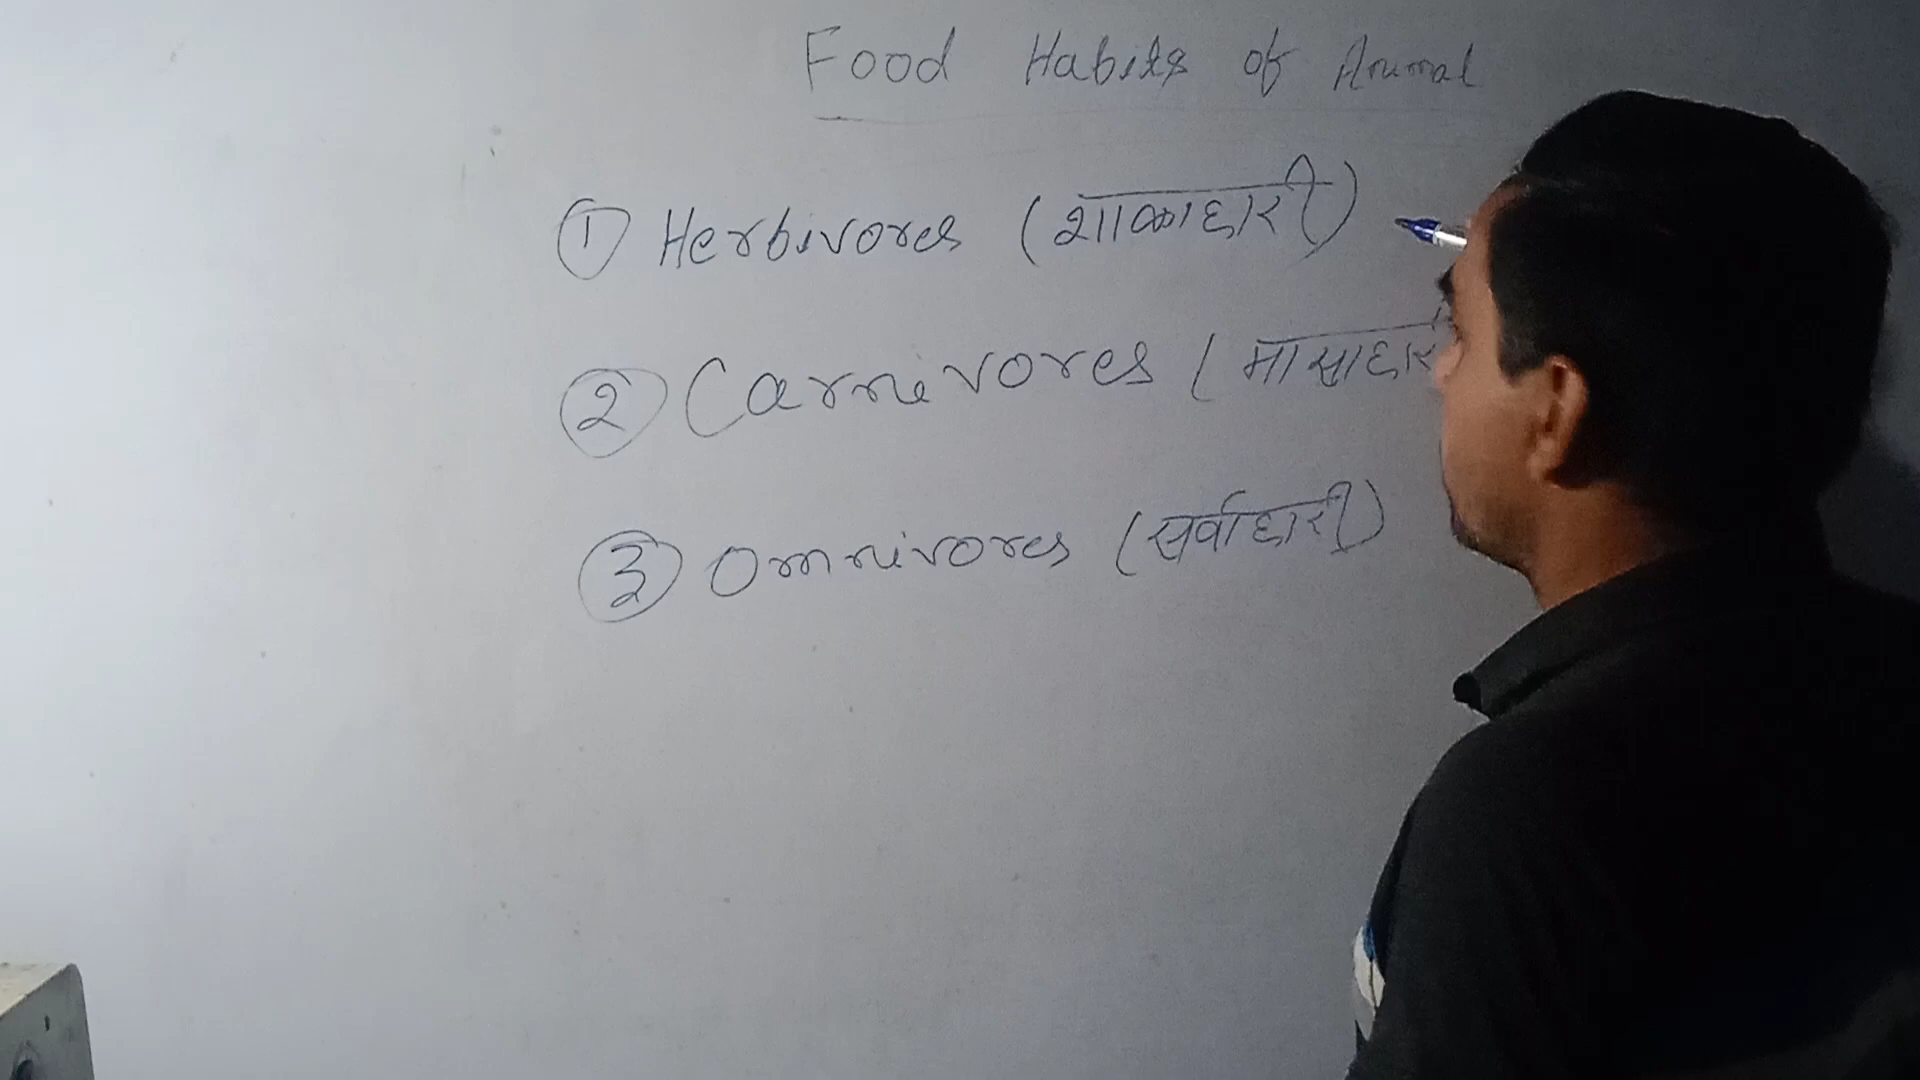 Food Habits of Animal
① Herbivores (शाकाहारी)
② Carnivores (मासाहार
③ Omnivores (सर्वाहारी)